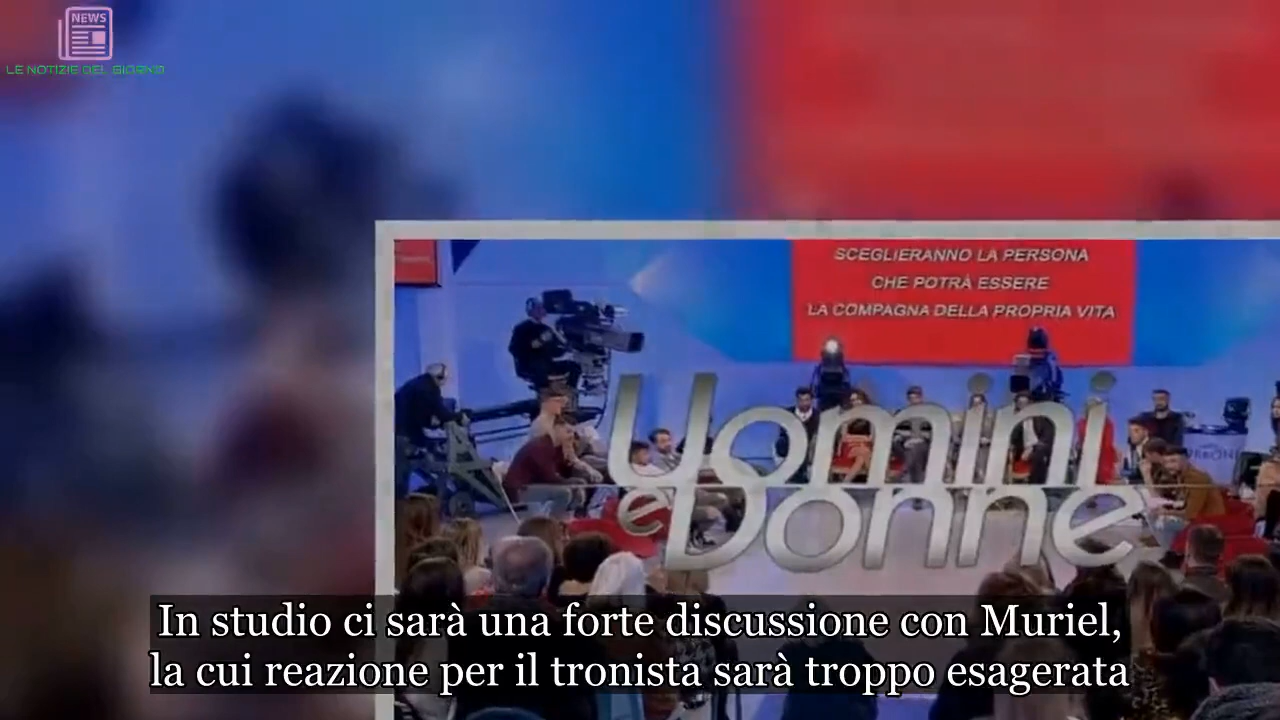 NEWS
LE NOTIZIE DEL GIORNO
SCEGLIERANNO LA PERSONA
CHE POTRÀ ESSERE
LA COMPAGNA DELLA PROPRIA VITA
Uomini
e Donne
In studio ci sarà una forte discussione con Muriel,
la cui reazione per il tronista sarà troppo esagerata